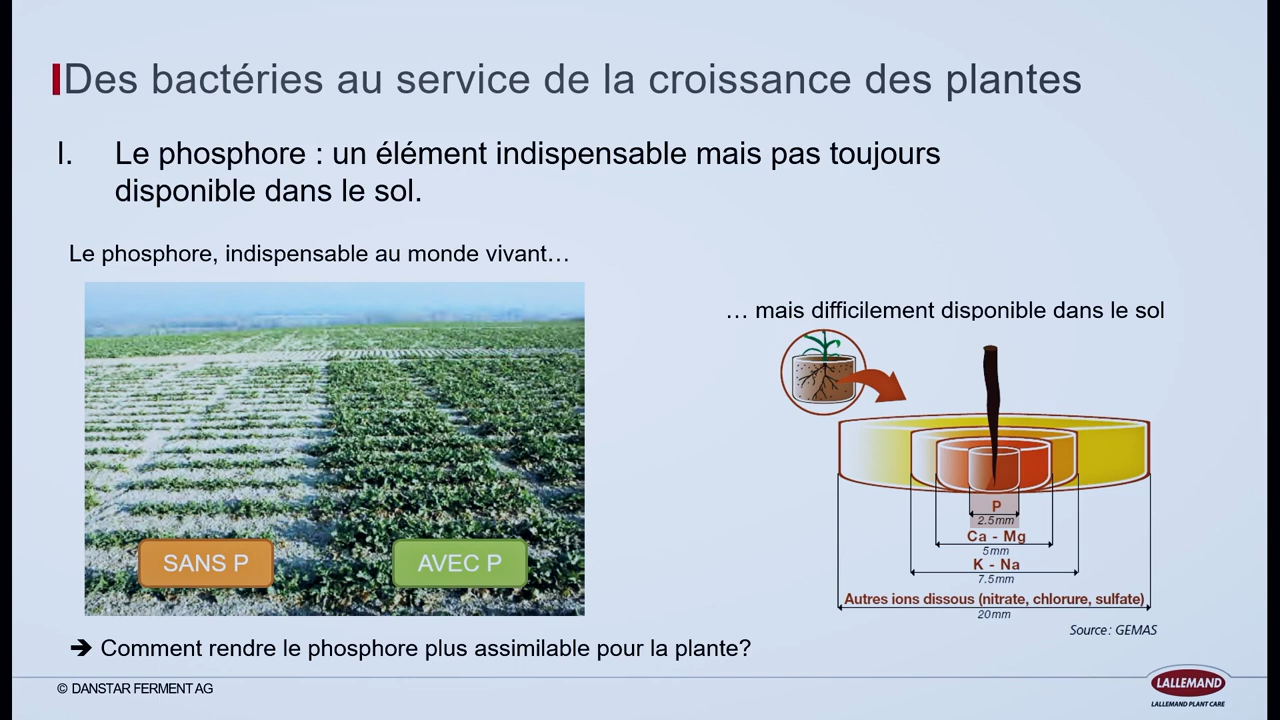 Des bactéries au service de la croissance des plantes
I. Le phosphore : un élément indispensable mais pas toujours
disponible dans le sol.
Le phosphore, indispensable au monde vivant…
… mais difficilement disponible dans le sol
SANS P
AVEC P
P
2.5mm
Ca - Mg
5mm
K - Na
7.5mm
Autres ions dissous (nitrate, chlorure, sulfate)
20mm
Source : GEMAS
➔ Comment rendre le phosphore plus assimilable pour la plante?
© DANSTAR FERMENT AG
LALLEMAND
LALLEMAND PLANT CARE